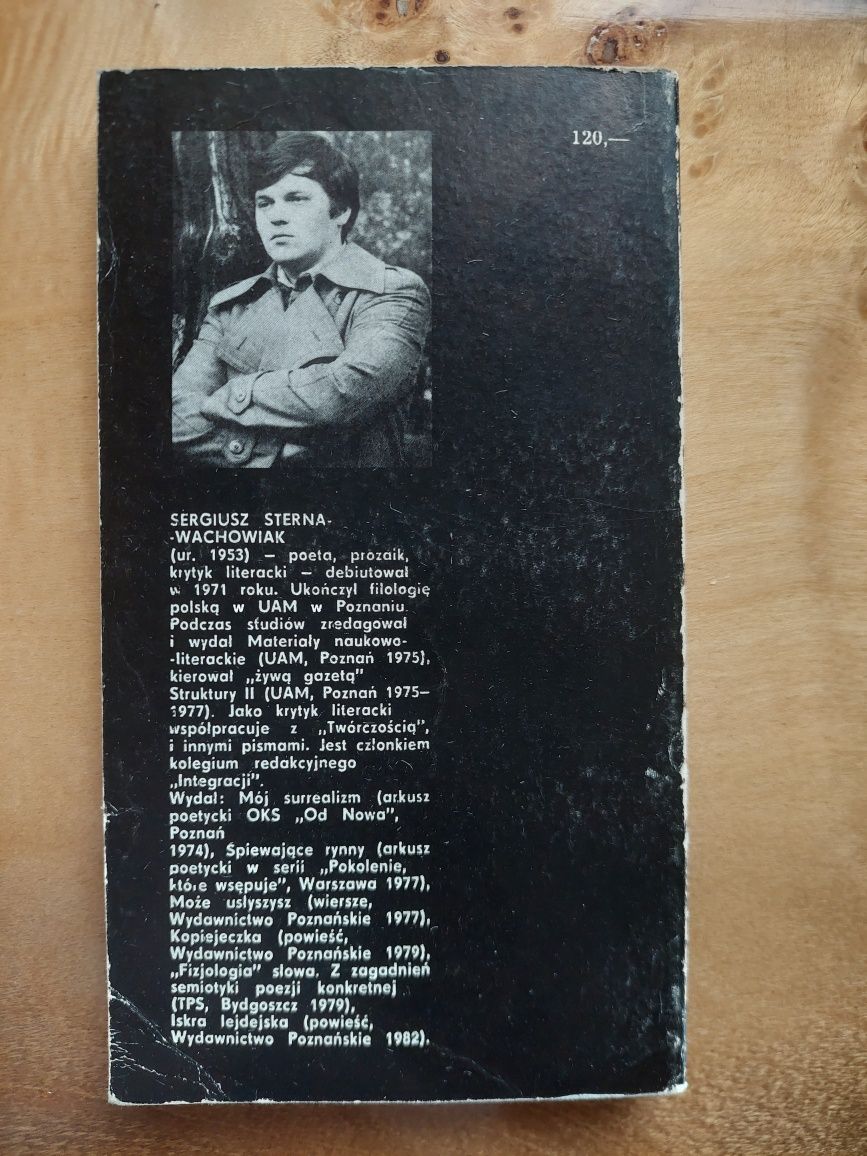 120,—
SERGIUSZ STERNA-
-WACHOWIAK
(ur. 1953) — poeta, prozaik,
krytyk literacki — debiutował
w 1971 roku. Ukończył filologię
polską w UAM w Poznaniu.
Podczas studiów zredagował
i wydał Materiały naukowo-
-literackie (UAM, Poznań 1975),
kierował „żywą gazetą”
Struktury II (UAM, Poznań 1975—
1977). Jako krytyk literacki
współpracuje z „Twórczością”,
i innymi pismami. Jest członkiem
kolegium redakcyjnego
„Integracji”.
Wydał: Mój surrealizm (arkusz
poetycki OKS „Od Nowa”,
Poznań
1974), Śpiewające rynny (arkusz
poetycki w serii „Pokolenie,
które wsępuje”, Warszawa 1977),
Może usłyszysz (wiersze,
Wydawnictwo Poznańskie 1977),
Kopiejeczka (powieść,
Wydawnictwo Poznańskie 1979),
„Fizjologia” słowa. Z zagadnień
semiotyki poezji konkretnej
(TPS, Bydgoszcz 1979),
Iskra lejdejska (powieść,
Wydawnictwo Poznańskie 1982).